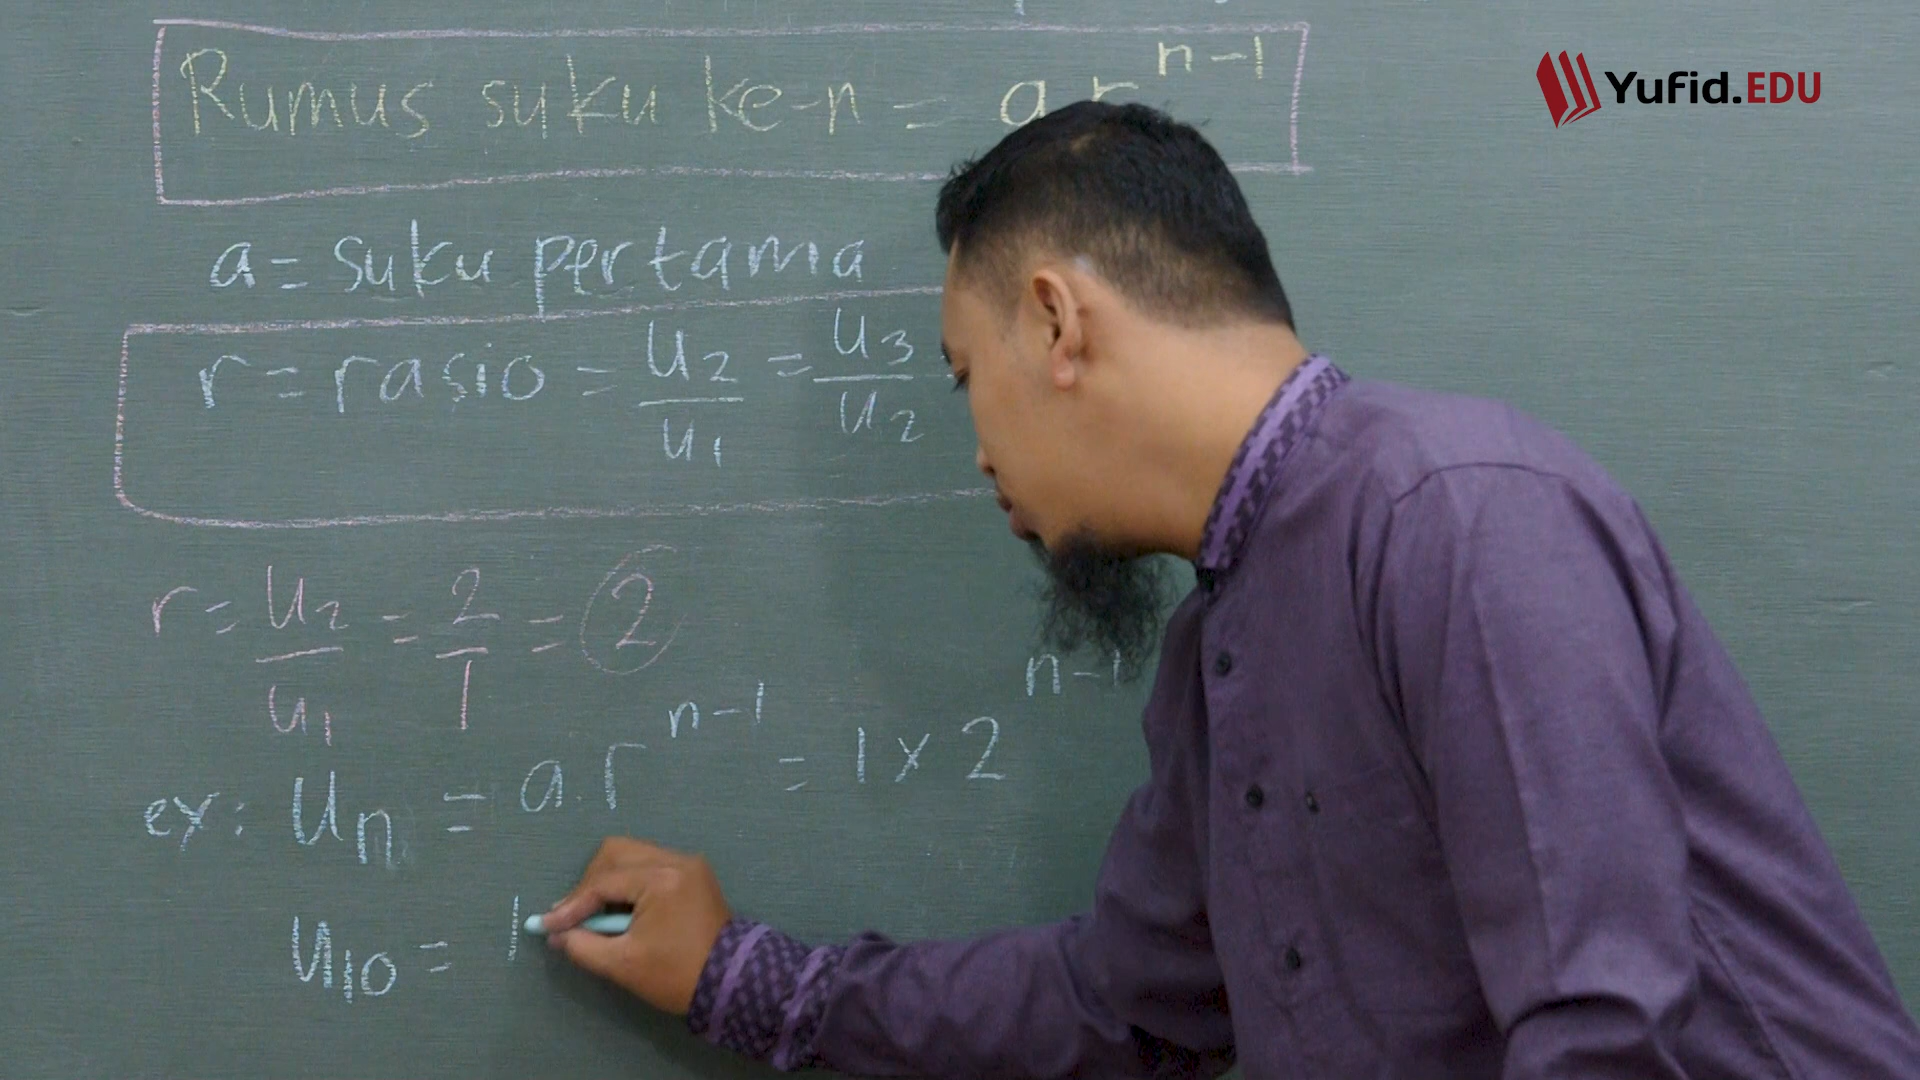 Yufid.EDU
Rumus suku ke-n = a r^{n-1}
a = suku pertama
r = rasio = u₂/u₁ = u₃/u₂
r = u₂/u₁ = 2/1 = 2
ex: uₙ = a.r^{n-1} = 1 x 2^{n-1}
u₁₀ = 1